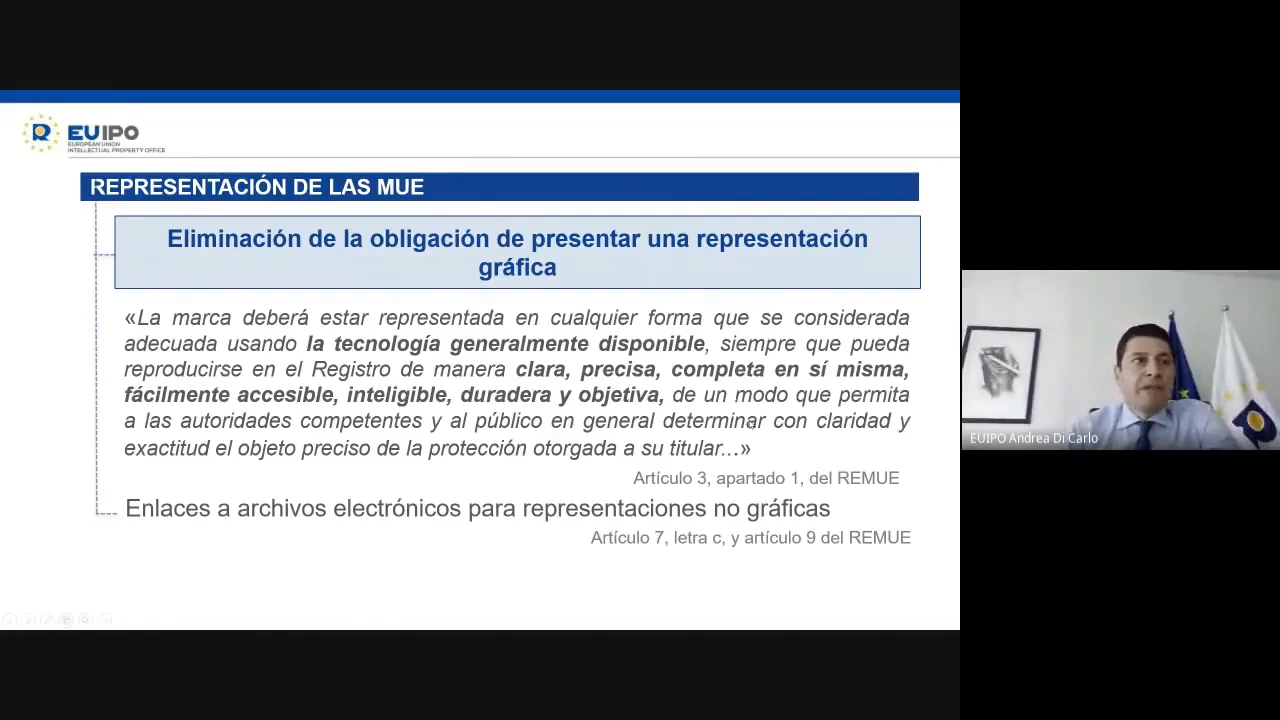 EUIPO
EUROPEAN UNION
INTELLECTUAL PROPERTY OFFICE
REPRESENTACIÓN DE LAS MUE
Eliminación de la obligación de presentar una representación
gráfica
«La marca deberá estar representada en cualquier forma que se considerada
adecuada usando la tecnología generalmente disponible, siempre que pueda
reproducirse en el Registro de manera clara, precisa, completa en sí misma,
fácilmente accesible, inteligible, duradera y objetiva, de un modo que permita
a las autoridades competentes y al público en general determinar con claridad y
exactitud el objeto preciso de la protección otorgada a su titular...»
Artículo 3, apartado 1, del REMUE
Enlaces a archivos electrónicos para representaciones no gráficas
Artículo 7, letra c, y artículo 9 del REMUE
EUIPO Andrea Di Carlo